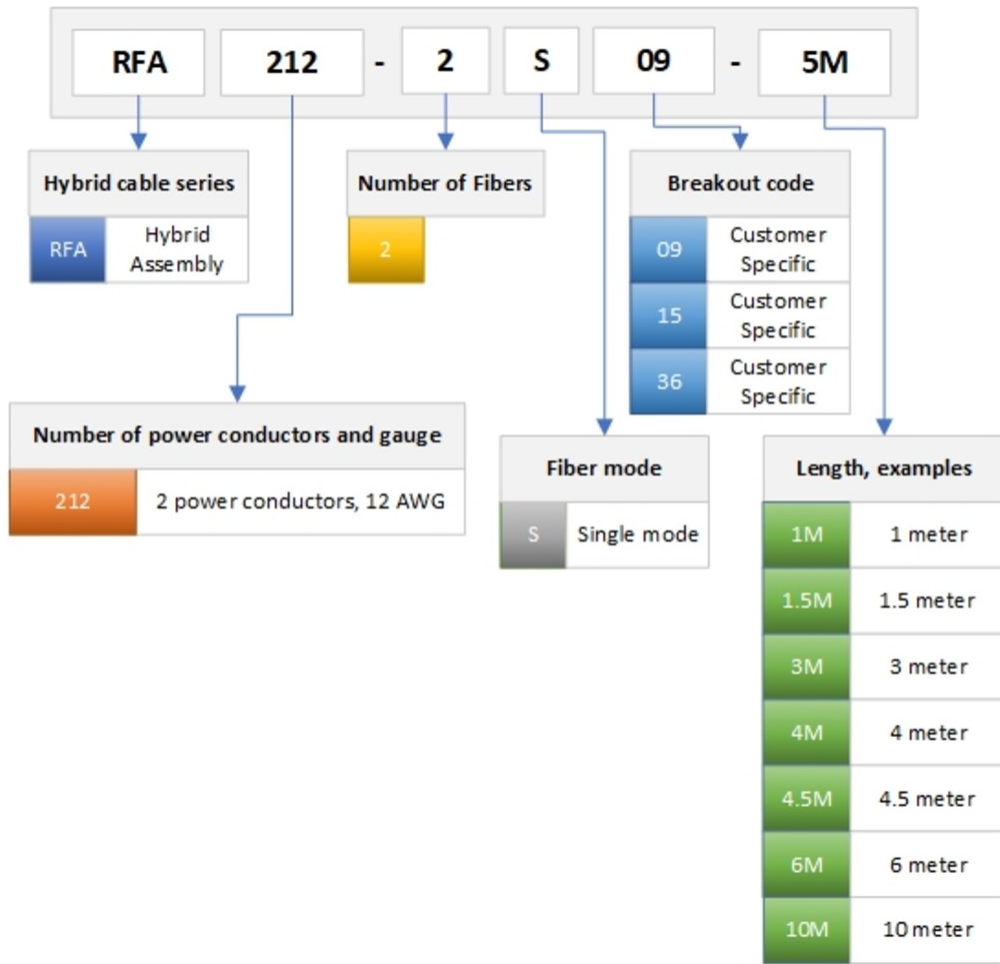 RFA 212 - 2 S 09 - 5M
Hybrid cable series
RFA Hybrid
Assembly
Number of Fibers
2
Breakout code
09 Customer
Specific
15 Customer
Specific
36 Customer
Specific
Number of power conductors and gauge
212 2 power conductors, 12 AWG
Fiber mode
S Single mode
Length, examples
1M 1 meter
1.5M 1.5 meter
3M 3 meter
4M 4 meter
4.5M 4.5 meter
6M 6 meter
10M 10 meter